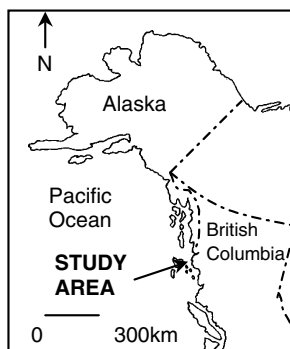 N
Alaska
Pacific
Ocean
British
Columbia
STUDY
AREA
0 300km